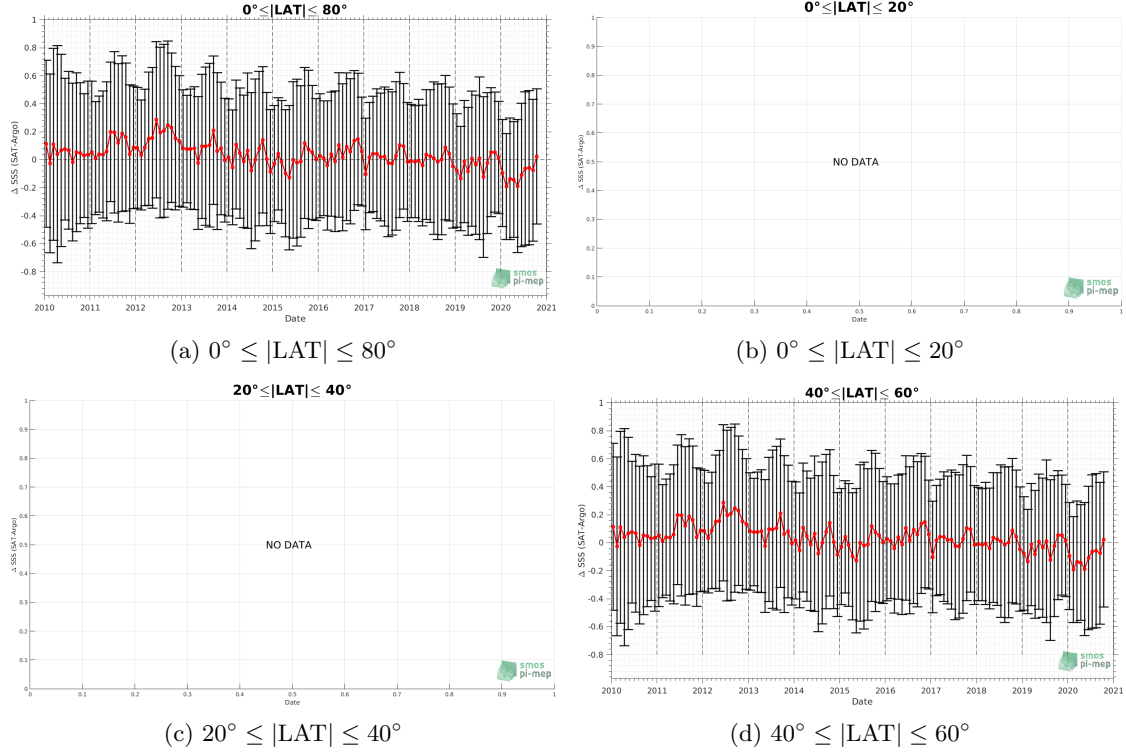 0°≤|LAT|≤ 80°
1
0.8
0.6
0.4
0.2
0
-0.2
-0.4
-0.6
-0.8
Δ SSS (SAT-Argo)
2010 2011 2012 2013 2014 2015 2016 2017 2018 2019 2020 2021
Date
smos
pi-mep
(a) 0° ≤ |LAT| ≤ 80°
0°≤|LAT|≤ 20°
1
0.9
0.8
0.7
0.6
0.5
0.4
0.3
0.2
0.1
0
Δ SSS (SAT-Argo)
NO DATA
0 0.1 0.2 0.3 0.4 0.5 0.6 0.7 0.8 0.9 1
Date
smos
pi-mep
(b) 0° ≤ |LAT| ≤ 20°
20°≤|LAT|≤ 40°
1
0.9
0.8
0.7
0.6
0.5
0.4
0.3
0.2
0.1
0
Δ SSS (SAT-Argo)
NO DATA
0 0.1 0.2 0.3 0.4 0.5 0.6 0.7 0.8 0.9 1
Date
smos
pi-mep
(c) 20° ≤ |LAT| ≤ 40°
40°≤|LAT|≤ 60°
1
0.8
0.6
0.4
0.2
0
-0.2
-0.4
-0.6
-0.8
Δ SSS (SAT-Argo)
2010 2011 2012 2013 2014 2015 2016 2017 2018 2019 2020 2021
Date
smos
pi-mep
(d) 40° ≤ |LAT| ≤ 60°